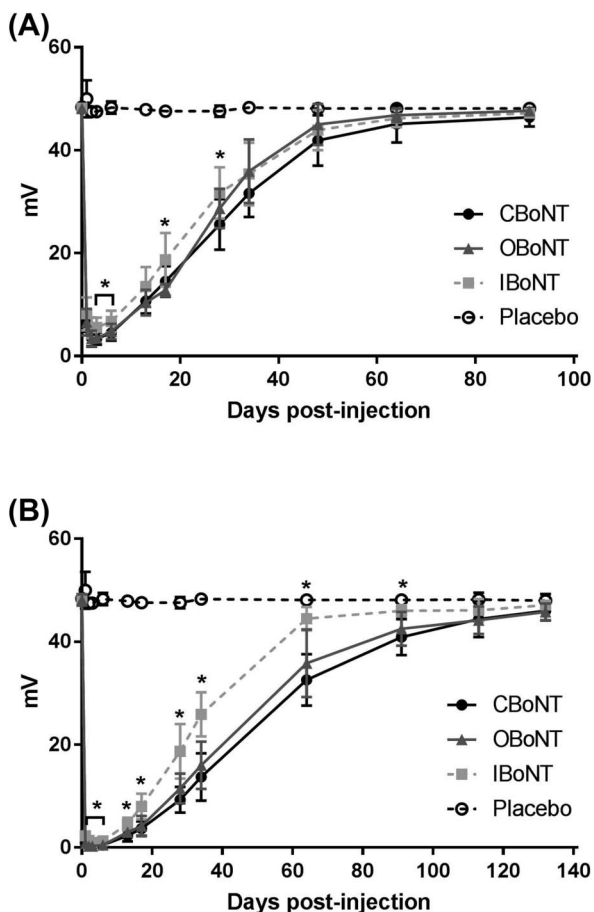 (A)
60
40
20
0
mV
*
*
*
CBoNT
OBoNT
IBoNT
Placebo
0 20 40 60 80 100
Days post-injection
(B)
60
40
20
0
mV
* *
*
*
* * *
CBoNT
OBoNT
IBoNT
Placebo
0 20 40 60 80 100 120 140
Days post-injection